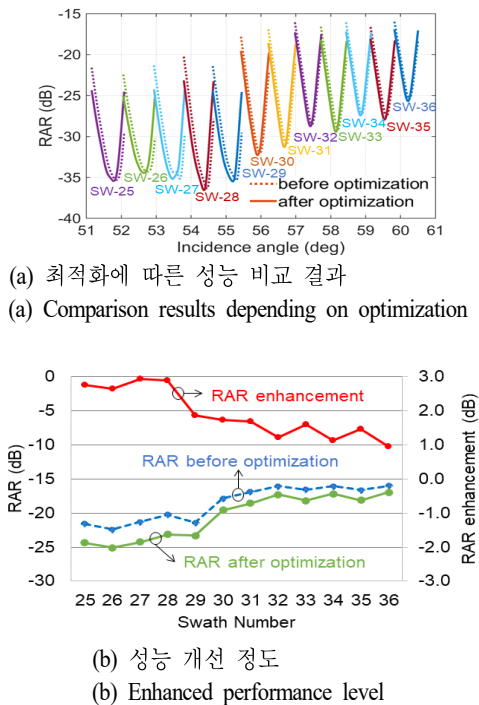 -15
-20
-25
-30
-35
-40
RAR (dB)
SW-25
SW-26
SW-27
SW-28
SW-29
SW-30
SW-31
SW-32
SW-33
SW-34
SW-35
SW-36
before optimization
after optimization
51 52 53 54 55 56 57 58 59 60 61
Incidence angle (deg)
(a) 최적화에 따른 성능 비교 결과
(a) Comparison results depending on optimization
0
-5
-10
-15
-20
-25
-30
RAR (dB)
RAR enhancement
RAR before optimization
RAR after optimization
3.0
2.0
1.0
0.0
-1.0
-2.0
-3.0
RAR enhancement (dB)
25 26 27 28 29 30 31 32 33 34 35 36
Swath Number
(b) 성능 개선 정도
(b) Enhanced performance level